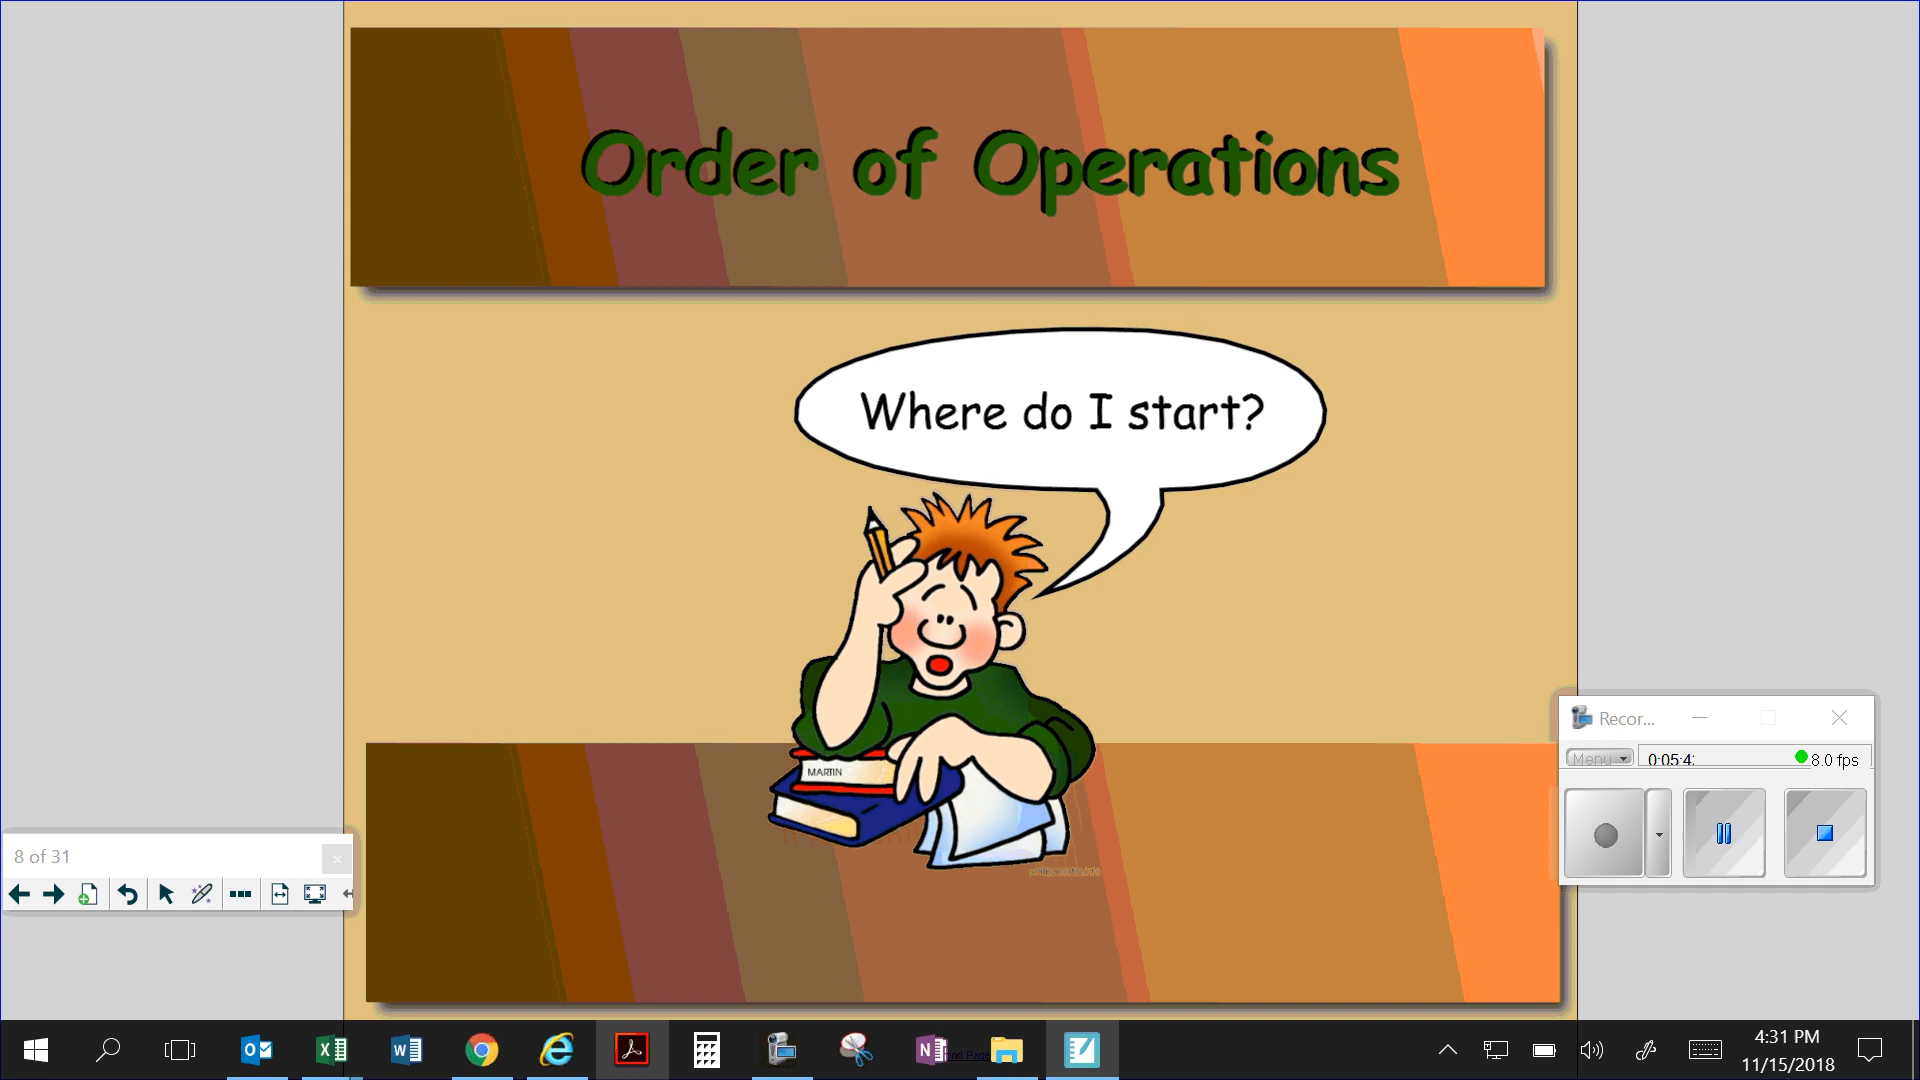 Order of Operations
Where do I start?
MARTIN
Recor...
Menu
0:05:4
8.0 fps
8 of 31
4:31 PM
11/15/2018